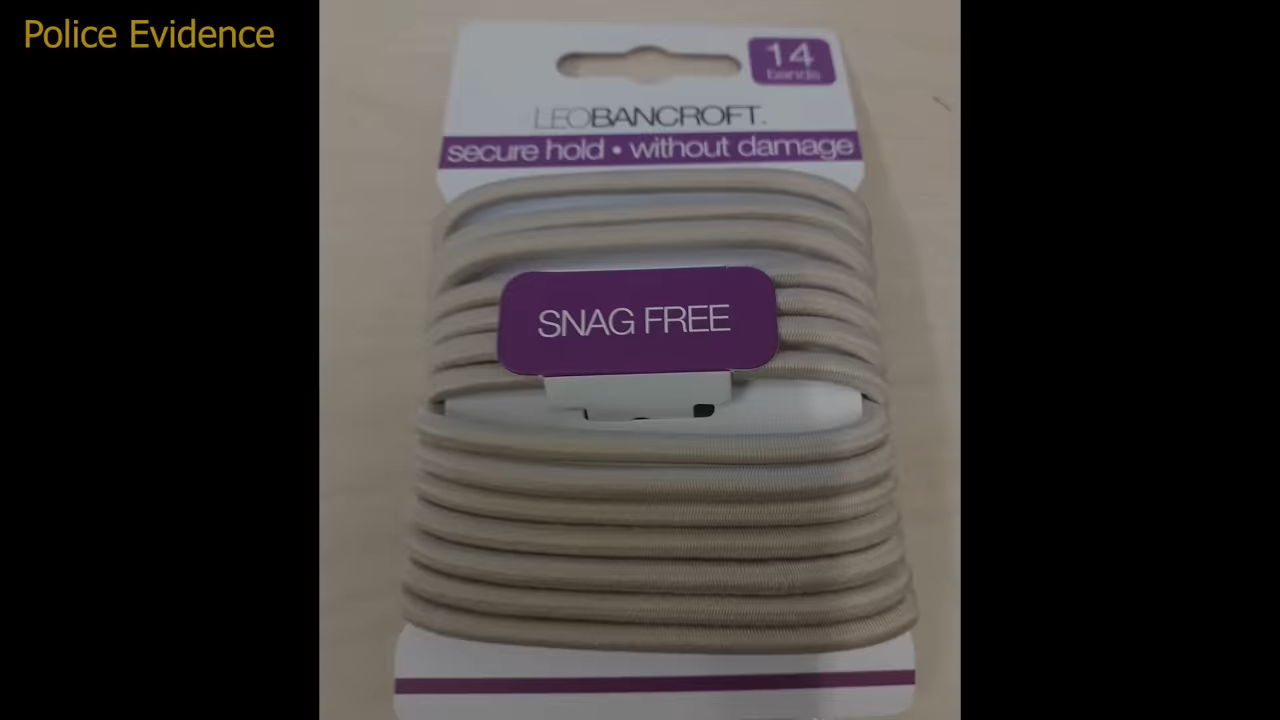 Police Evidence
14
bands
LEOBANCROFT.
secure hold • without damage
SNAG FREE